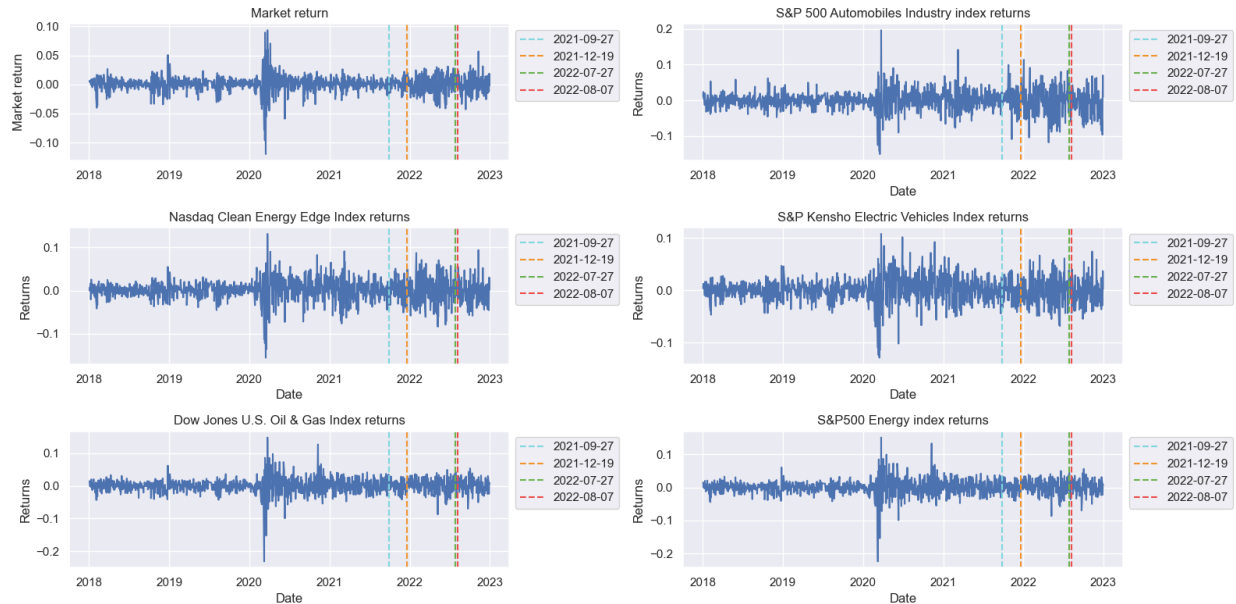 Market return
Market return
0.10
0.05
0.00
−0.05
−0.10
2018 2019 2020 2021 2022 2023
Date
2021-09-27
2021-12-19
2022-07-27
2022-08-07
S&P 500 Automobiles Industry index returns
Returns
0.2
0.1
0.0
−0.1
2018 2019 2020 2021 2022 2023
Date
2021-09-27
2021-12-19
2022-07-27
2022-08-07
Nasdaq Clean Energy Edge Index returns
Returns
0.1
0.0
−0.1
2018 2019 2020 2021 2022 2023
Date
2021-09-27
2021-12-19
2022-07-27
2022-08-07
S&P Kensho Electric Vehicles Index returns
Returns
0.1
0.0
−0.1
2018 2019 2020 2021 2022 2023
Date
2021-09-27
2021-12-19
2022-07-27
2022-08-07
Dow Jones U.S. Oil & Gas Index returns
Returns
0.1
0.0
−0.1
−0.2
2018 2019 2020 2021 2022 2023
Date
2021-09-27
2021-12-19
2022-07-27
2022-08-07
S&P500 Energy index returns
Returns
0.1
0.0
−0.1
−0.2
2018 2019 2020 2021 2022 2023
Date
2021-09-27
2021-12-19
2022-07-27
2022-08-07